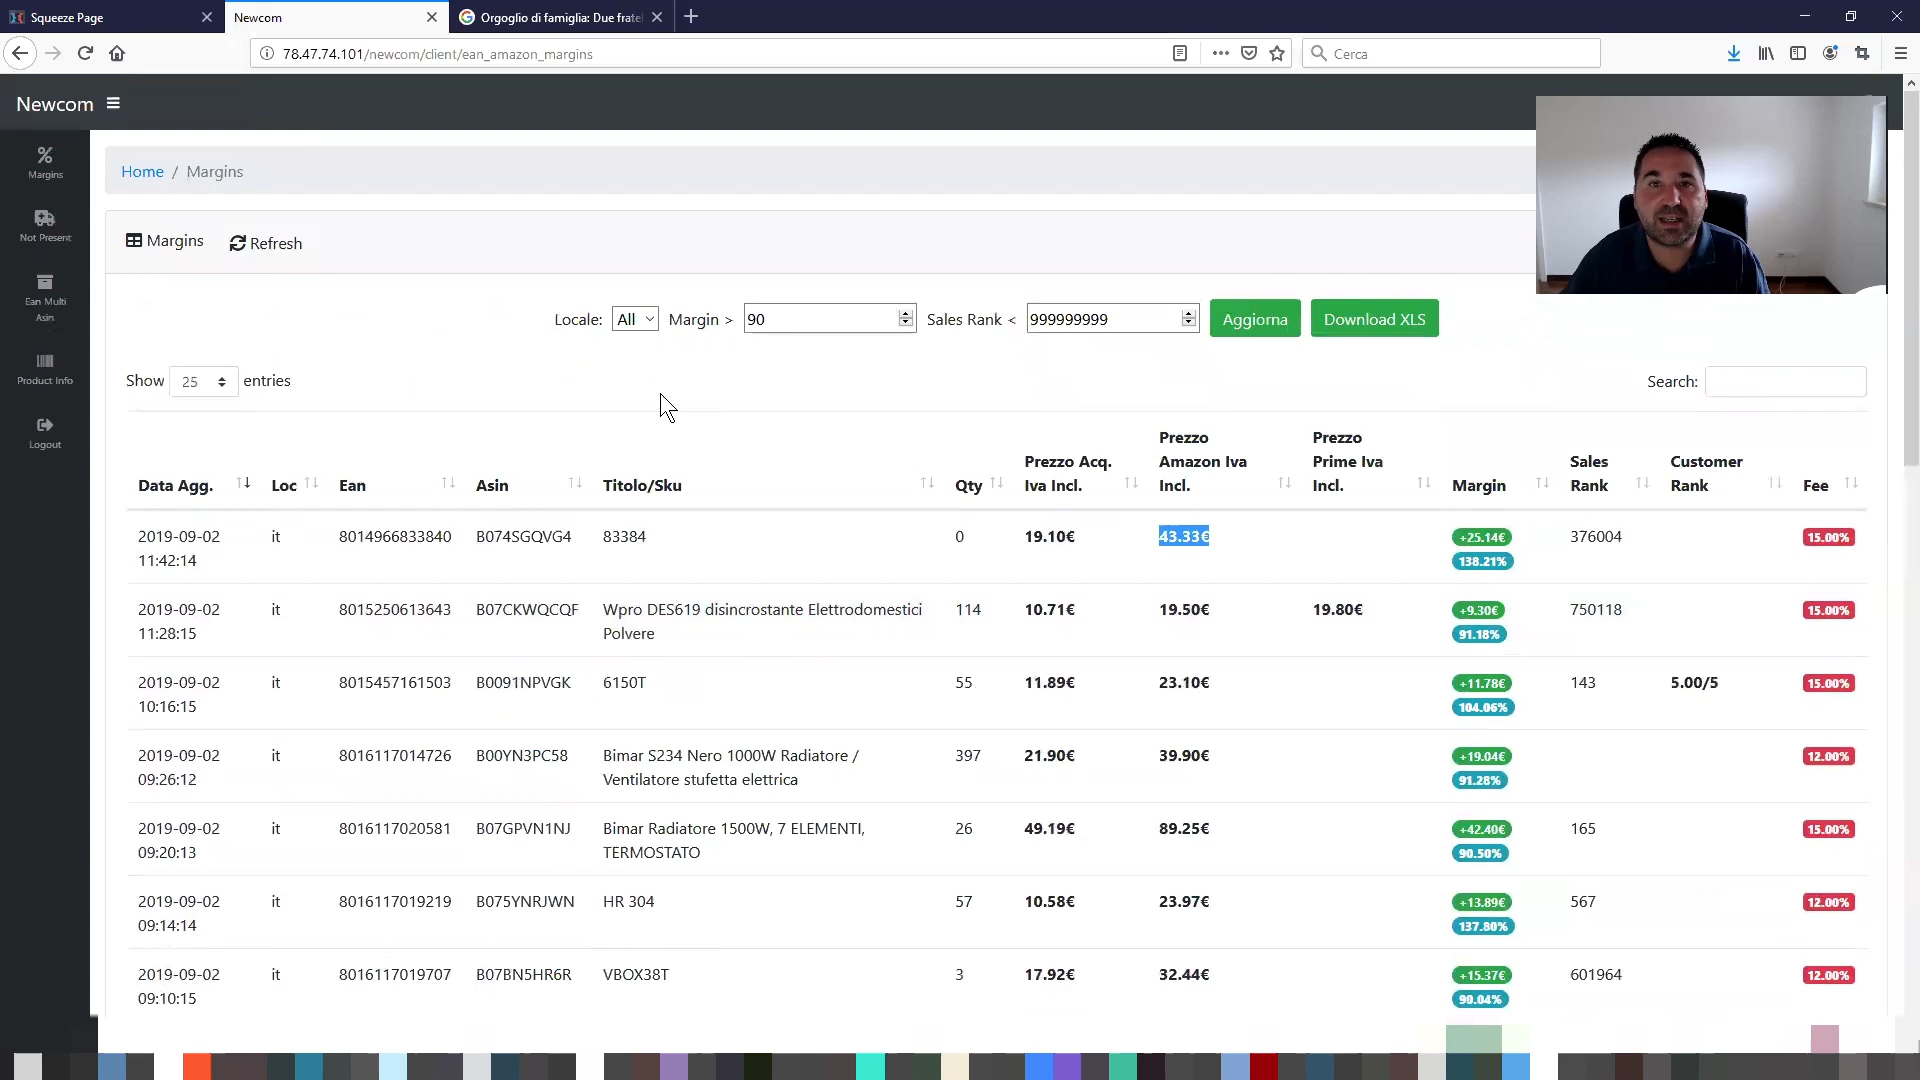 Squeeze Page
Newcom
Orgoglio di famiglia: Due frate
78.47.74.101/newcom/client/ean_amazon_margins
Cerca
Newcom
Margins
Not Present
Ean Multi
Asin
Product Info
Logout
Home / Margins
Margins Refresh
Locale: All Margin > 90 Sales Rank < 999999999 Aggiorna Download XLS
Show 25 entries
Search:
Data Agg. Loc Ean Asin Titolo/Sku Qty Prezzo Acq. Iva Incl. Prezzo Amazon Iva Incl. Prezzo Prime Iva Incl. Margin Sales Rank Customer Rank Fee
2019-09-02 it 8014966833840 B074SGQVG4 83384 0 19.10€ 43.33€ +25.14€ 376004 15.00%
11:42:14 138.21%
2019-09-02 it 8015250613643 B07CKWQCQF Wpro DES619 disincrostante Elettrodomestici 114 10.71€ 19.50€ 19.80€ +9.30€ 750118 15.00%
11:28:15 Polvere 91.18%
2019-09-02 it 8015457161503 B0091NPVGK 6150T 55 11.89€ 23.10€ +11.78€ 143 5.00/5 15.00%
10:16:15 104.06%
2019-09-02 it 8016117014726 B00YN3PC58 Bimar S234 Nero 1000W Radiatore / 397 21.90€ 39.90€ +19.04€ 12.00%
09:26:12 Ventilatore stufetta elettrica 91.28%
2019-09-02 it 8016117020581 B07GPVN1NJ Bimar Radiatore 1500W, 7 ELEMENTI, 26 49.19€ 89.25€ +42.40€ 165 15.00%
09:20:13 TERMOSTATO 90.50%
2019-09-02 it 8016117019219 B075YNRJWN HR 304 57 10.58€ 23.97€ +13.89€ 567 12.00%
09:14:14 137.80%
2019-09-02 it 8016117019707 B07BN5HR6R VBOX38T 3 17.92€ 32.44€ +15.37€ 601964 12.00%
09:10:15 90.04%